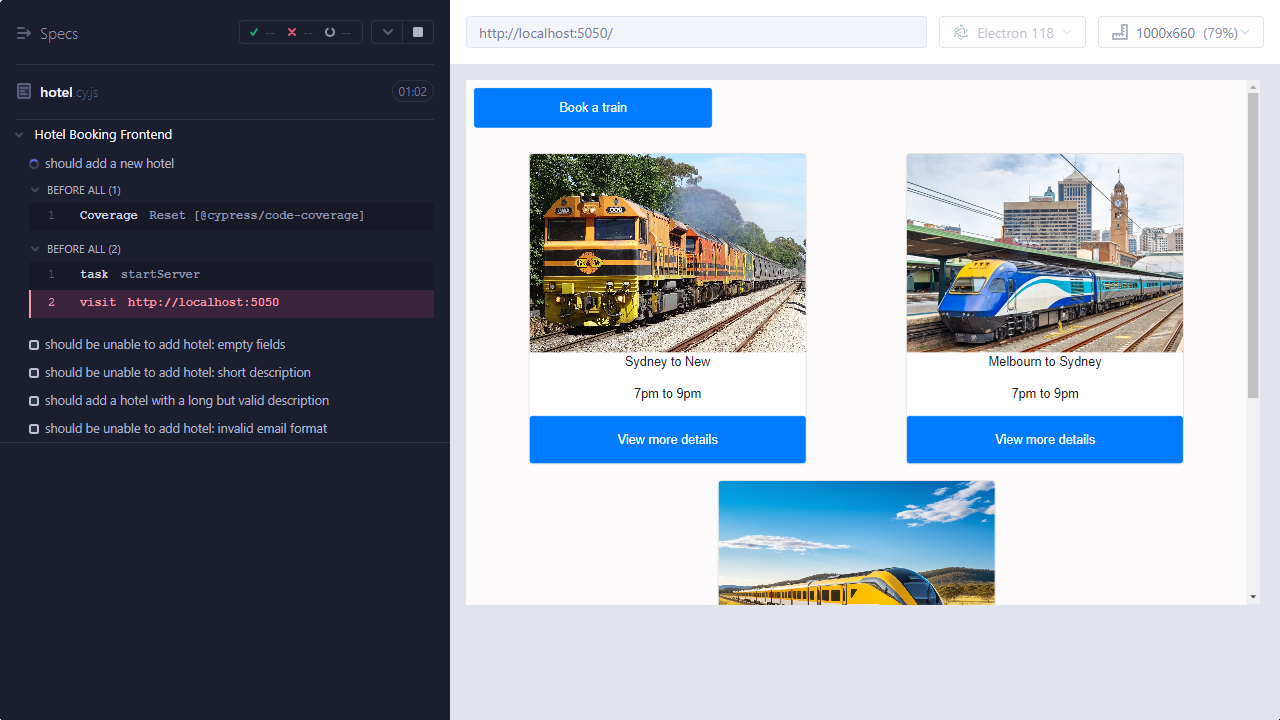 Specs
-- -- --
hotel.cy.js
01:02
Hotel Booking Frontend
should add a new hotel
BEFORE ALL (1)
1 Coverage Reset [@cypress/code-coverage]
BEFORE ALL (2)
1 task startServer
2 visit http://localhost:5050
should be unable to add hotel: empty fields
should be unable to add hotel: short description
should add a hotel with a long but valid description
should be unable to add hotel: invalid email format
http://localhost:5050/
Electron 118
1000x660 (79%)
Book a train
Sydney to New
7pm to 9pm
View more details
Melbourn to Sydney
7pm to 9pm
View more details